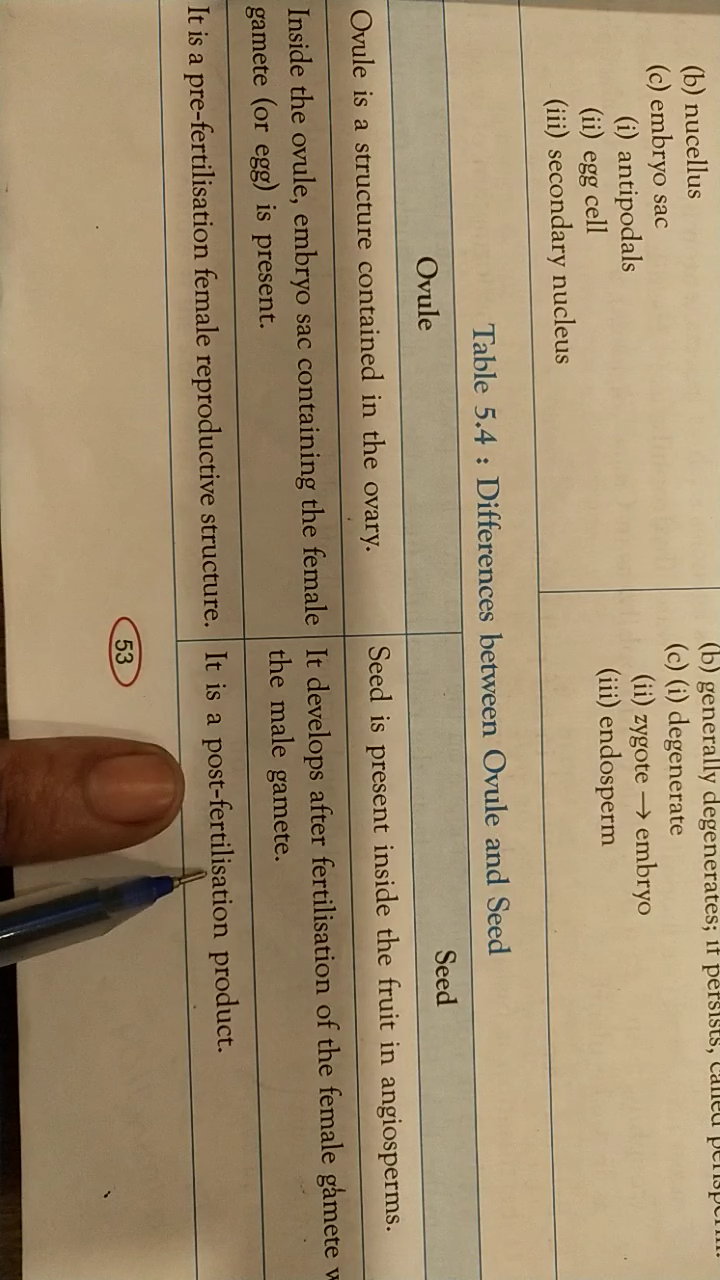 (b) nucellus
(c) embryo sac
(i) antipodals
(ii) egg cell
(iii) secondary nucleus
(b) generally degenerates; if persists, called
(c) (i) degenerate
(ii) zygote → embryo
(iii) endosperm
Table 5.4 : Differences between Ovule and Seed
Ovule
Seed
Ovule is a structure contained in the ovary.
Seed is present inside the fruit in angiosperms.
Inside the ovule, embryo sac containing the female
gamete (or egg) is present.
It develops after fertilisation of the female gamete
the male gamete.
It is a pre-fertilisation female reproductive structure.
It is a post-fertilisation product.
53